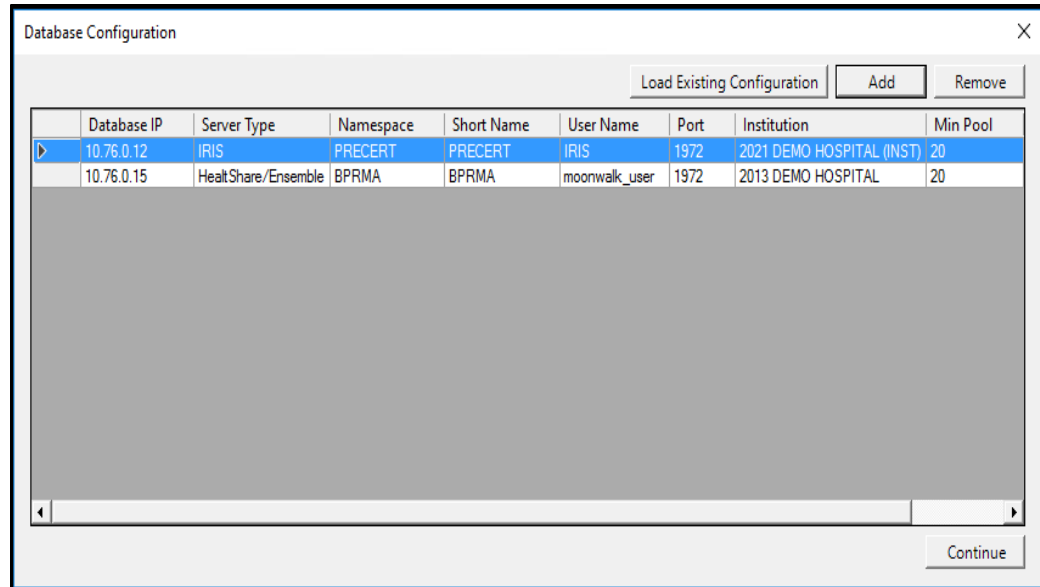 Database Configuration
Load Existing Configuration Add Remove
Database IP Server Type Namespace Short Name User Name Port Institution Min Pool
10.76.0.12 IRIS PRECERT PRECERT IRIS 1972 2021 DEMO HOSPITAL (INST) 20
10.76.0.15 HealtShare/Ensemble BPRMA BPRMA moonwalk_user 1972 2013 DEMO HOSPITAL 20
Continue